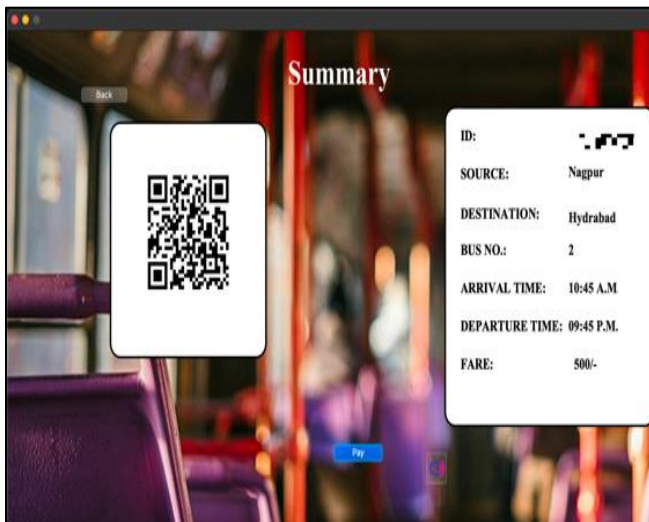 Summary
Back
ID:
SOURCE: Nagpur
DESTINATION: Hydrabad
BUS NO.: 2
ARRIVAL TIME: 10:45 A.M
DEPARTURE TIME: 09:45 P.M.
FARE: 500/-
Pay